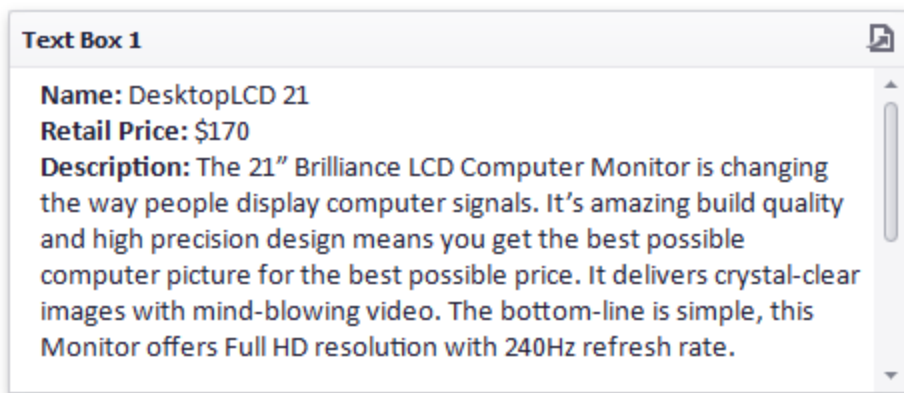 Text Box 1
Name: DesktopLCD 21
Retail Price: $170
Description: The 21” Brilliance LCD Computer Monitor is changing
the way people display computer signals. It’s amazing build quality
and high precision design means you get the best possible
computer picture for the best possible price. It delivers crystal-clear
images with mind-blowing video. The bottom-line is simple, this
Monitor offers Full HD resolution with 240Hz refresh rate.